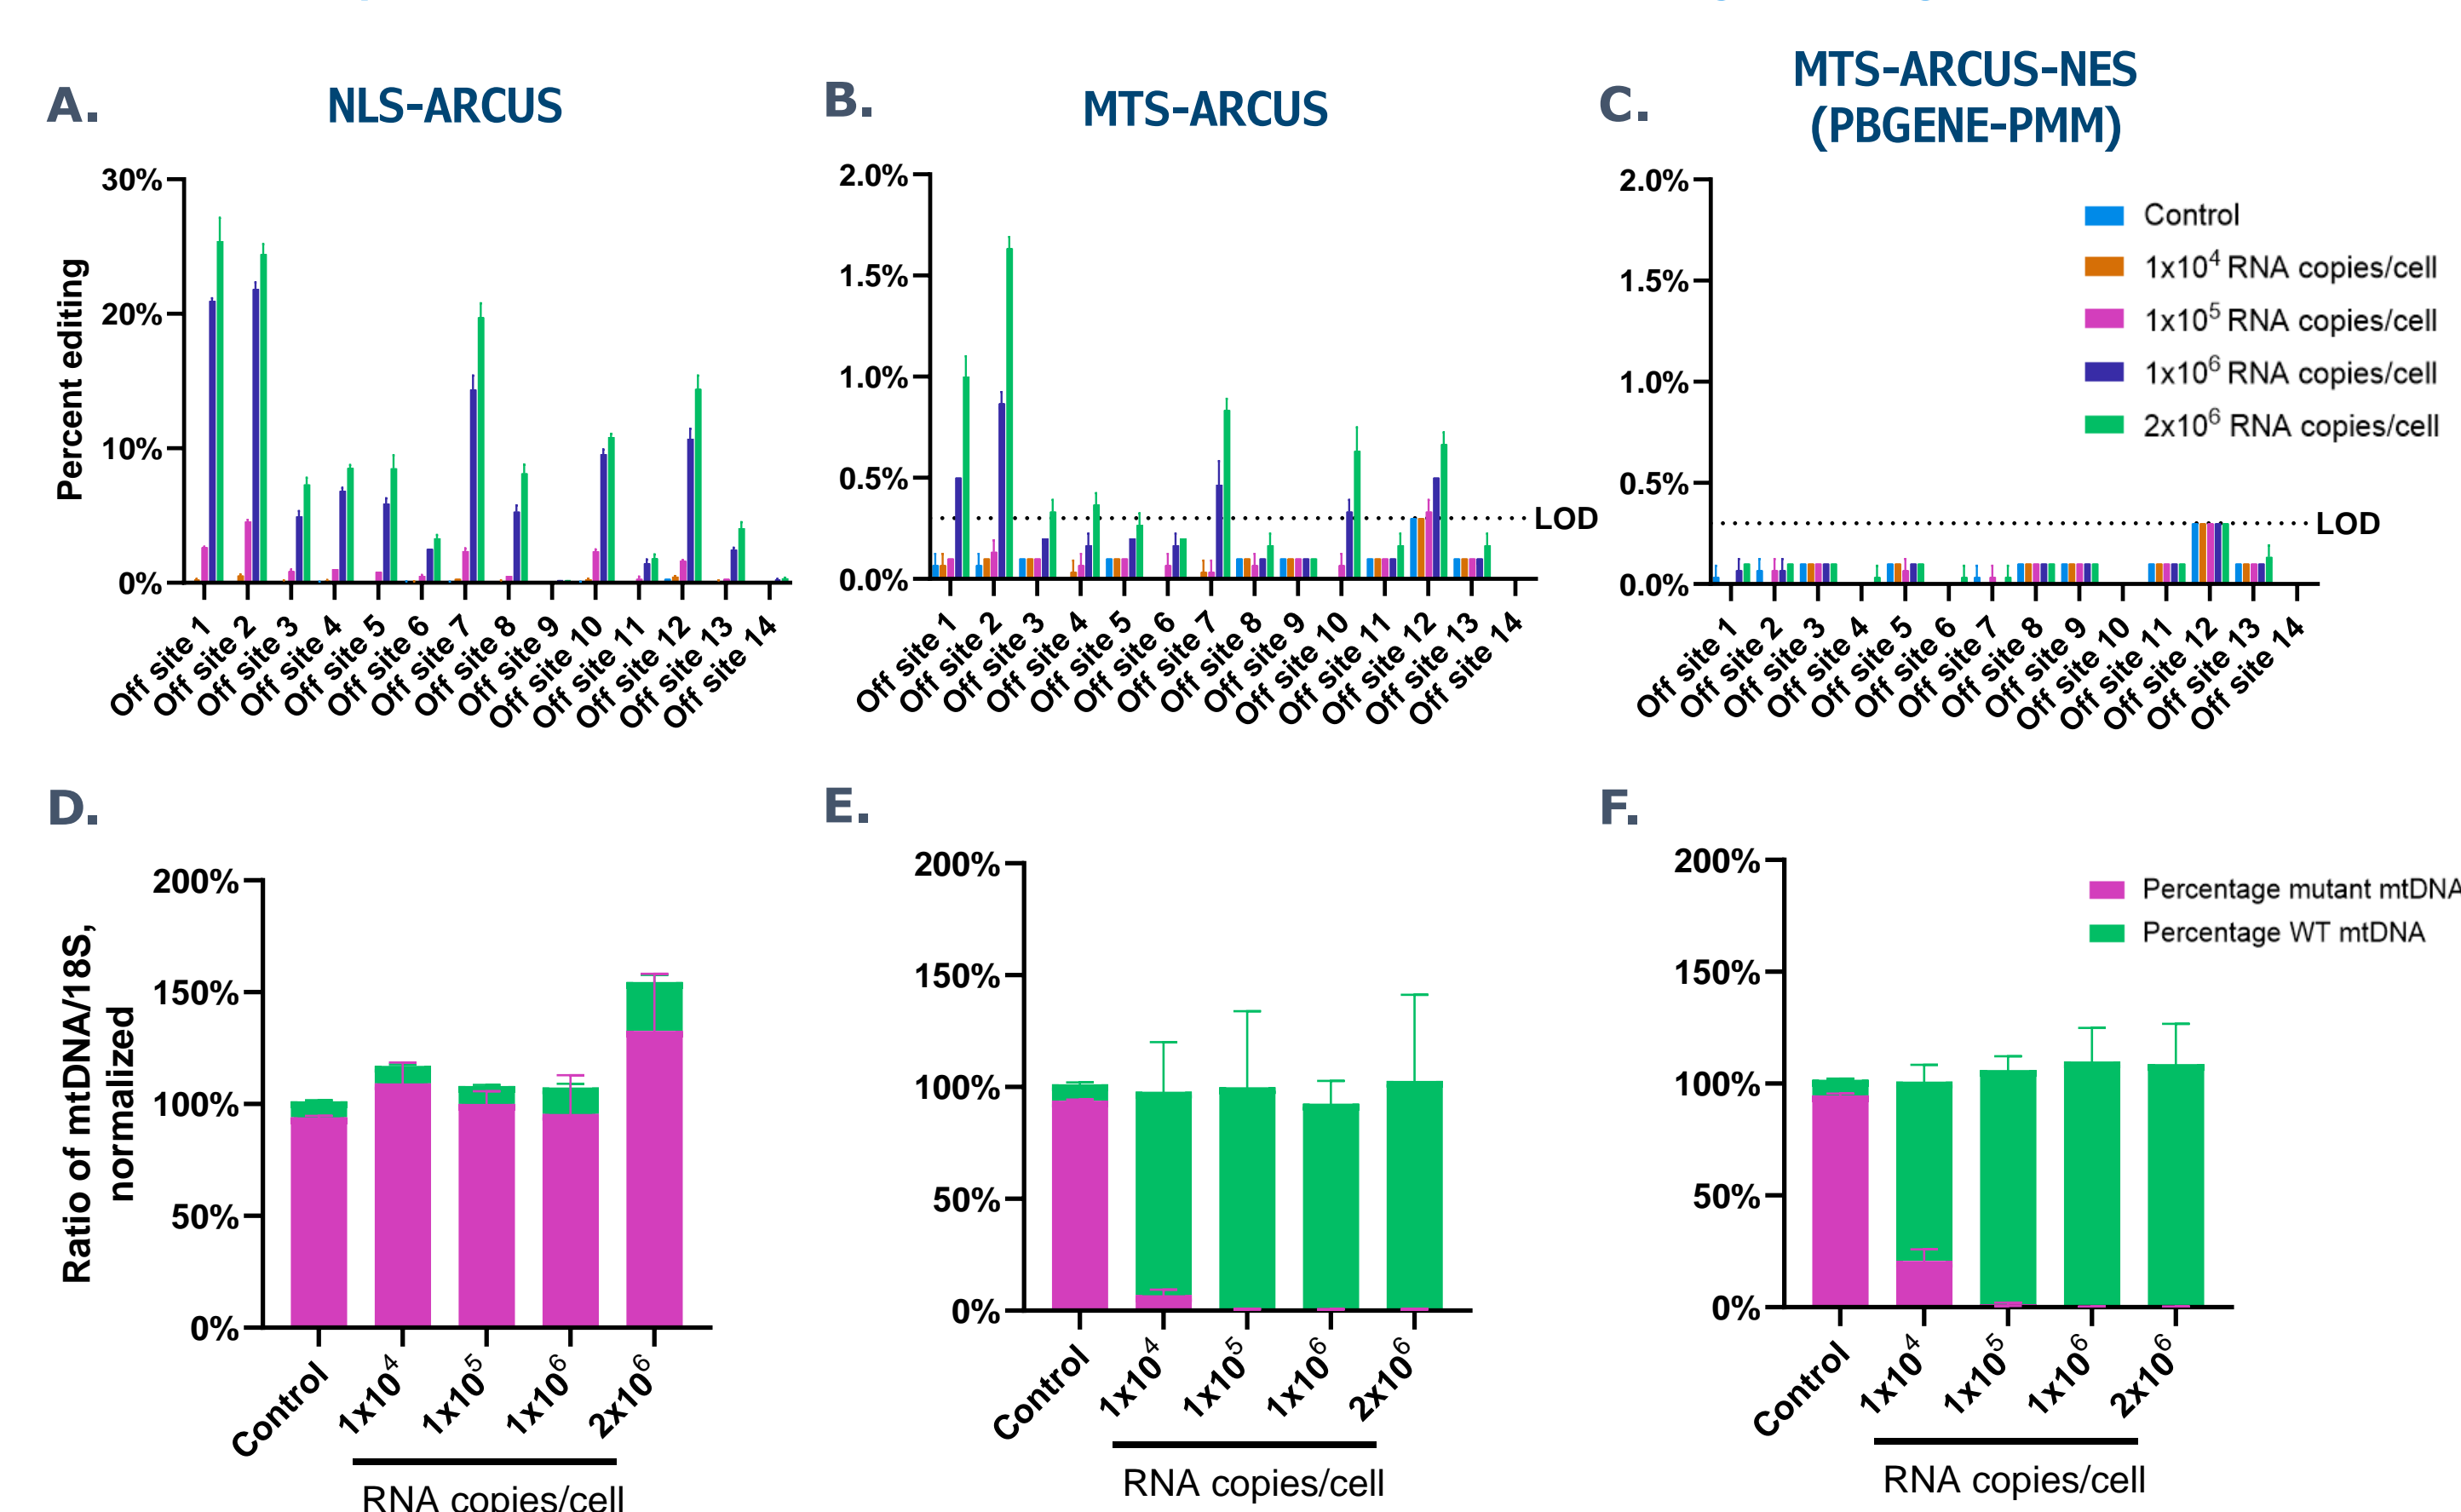 A.
NLS-ARCUS
Percent editing
30%
20%
10%
0%
Off site 1
Off site 2
Off site 3
Off site 4
Off site 5
Off site 6
Off site 7
Off site 8
Off site 9
Off site 10
Off site 11
Off site 12
Off site 13
Off site 14
B.
MTS-ARCUS
2.0%
1.5%
1.0%
0.5%
0.0%
LOD
Off site 1
Off site 2
Off site 3
Off site 4
Off site 5
Off site 6
Off site 7
Off site 8
Off site 9
Off site 10
Off site 11
Off site 12
Off site 13
Off site 14
C.
MTS-ARCUS-NES
(PBGENE-PMM)
2.0%
1.5%
1.0%
0.5%
0.0%
Control
1x10⁴ RNA copies/cell
1x10⁵ RNA copies/cell
1x10⁶ RNA copies/cell
2x10⁶ RNA copies/cell
LOD
Off site 1
Off site 2
Off site 3
Off site 4
Off site 5
Off site 6
Off site 7
Off site 8
Off site 9
Off site 10
Off site 11
Off site 12
Off site 13
Off site 14
D.
Ratio of mtDNA/18S,
normalized
200%
150%
100%
50%
0%
Control
1x10⁴
1x10⁵
1x10⁶
2x10⁶
RNA copies/cell
E.
200%
150%
100%
50%
0%
Control
1x10⁴
1x10⁵
1x10⁶
2x10⁶
RNA copies/cell
F.
200%
150%
100%
50%
0%
Percentage mutant mtDNA
Percentage WT mtDNA
Control
1x10⁴
1x10⁵
1x10⁶
2x10⁶
RNA copies/cell